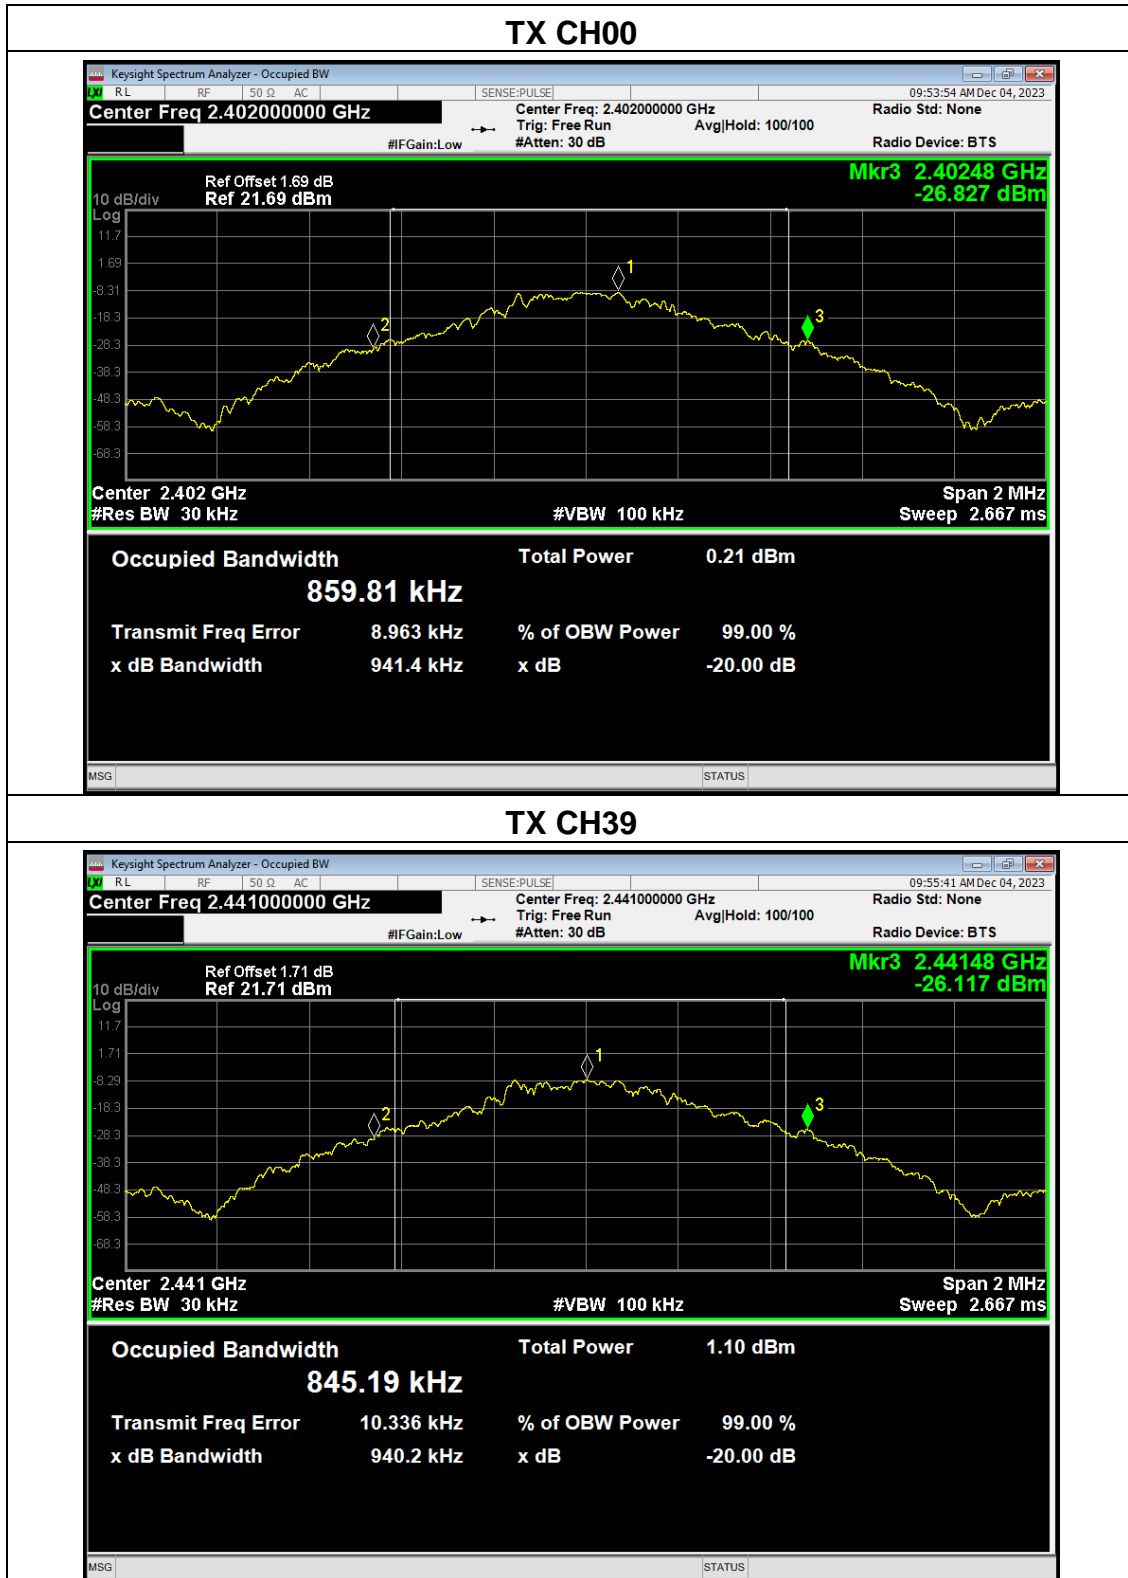 TX CH00
Keysight Spectrum Analyzer - Occupied BW
LXI RL RF 50 Ω AC SENSE:PULSE 09:53:54 AM Dec 04, 2023
Center Freq 2.402000000 GHz Center Freq: 2.402000000 GHz Radio Std: None
Trig: Free Run Avg|Hold: 100/100
#IFGain:Low #Atten: 30 dB Radio Device: BTS
Mkr3 2.40248 GHz
Ref Offset 1.69 dB
10 dB/div Ref 21.69 dBm -26.827 dBm
Log
11.7
1.69
-8.31
-18.3
-28.3
-38.3
-48.3
-58.3
-68.3
1
2
3
Center 2.402 GHz Span 2 MHz
#Res BW 30 kHz #VBW 100 kHz Sweep 2.667 ms
Occupied Bandwidth Total Power 0.21 dBm
859.81 kHz
Transmit Freq Error 8.963 kHz % of OBW Power 99.00 %
x dB Bandwidth 941.4 kHz x dB -20.00 dB
MSG STATUS
TX CH39
Keysight Spectrum Analyzer - Occupied BW
LXI RL RF 50 Ω AC SENSE:PULSE 09:55:41 AM Dec 04, 2023
Center Freq 2.441000000 GHz Center Freq: 2.441000000 GHz Radio Std: None
Trig: Free Run Avg|Hold: 100/100
#IFGain:Low #Atten: 30 dB Radio Device: BTS
Mkr3 2.44148 GHz
Ref Offset 1.71 dB
10 dB/div Ref 21.71 dBm -26.117 dBm
Log
11.7
1.71
-8.29
-18.3
-28.3
-38.3
-48.3
-58.3
-68.3
1
2
3
Center 2.441 GHz Span 2 MHz
#Res BW 30 kHz #VBW 100 kHz Sweep 2.667 ms
Occupied Bandwidth Total Power 1.10 dBm
845.19 kHz
Transmit Freq Error 10.336 kHz % of OBW Power 99.00 %
x dB Bandwidth 940.2 kHz x dB -20.00 dB
MSG STATUS